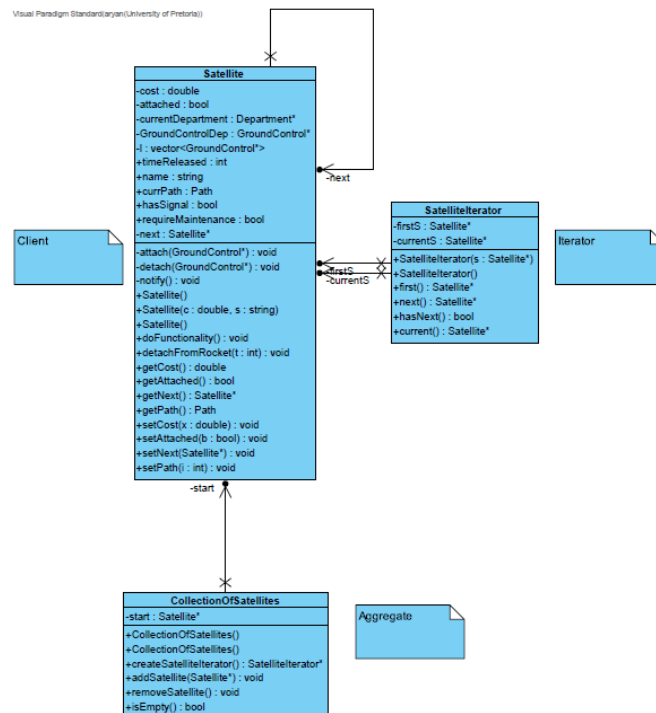 Visual Paradigm Standard(aryan(University of Pretoria))
Satellite
-cost : double
-attached : bool
-currentDepartment : Department*
-GroundControlDep : GroundControl*
-l : vector<GroundControl*>
+timeReleased : int
+name : string
+currPath : Path
+hasSignal : bool
+requireMaintenance : bool
-next : Satellite*
-attach(GroundControl*) : void
-detach(GroundControl*) : void
-notify() : void
+Satellite()
+Satellite(c : double, s : string)
+Satellite()
+doFunctionality() : void
+detachFromRocket(t : int) : void
+getCost() : double
+getAttached() : bool
+getNext() : Satellite*
+getPath() : Path
+setCost(x : double) : void
+setAttached(b : bool) : void
+setNext(Satellite*) : void
+setPath(i : int) : void
-next
-firstS
-currentS
-start
Client
SatelliteIterator
-firstS : Satellite*
-currentS : Satellite*
+SatelliteIterator(s : Satellite*)
+SatelliteIterator()
+first() : Satellite*
+next() : Satellite*
+hasNext() : bool
+current() : Satellite*
Iterator
CollectionOfSatellites
-start : Satellite*
+CollectionOfSatellites()
+CollectionOfSatellites()
+createSatelliteIterator() : SatelliteIterator*
+addSatellite(Satellite*) : void
+removeSatellite() : void
+isEmpty() : bool
Aggregate